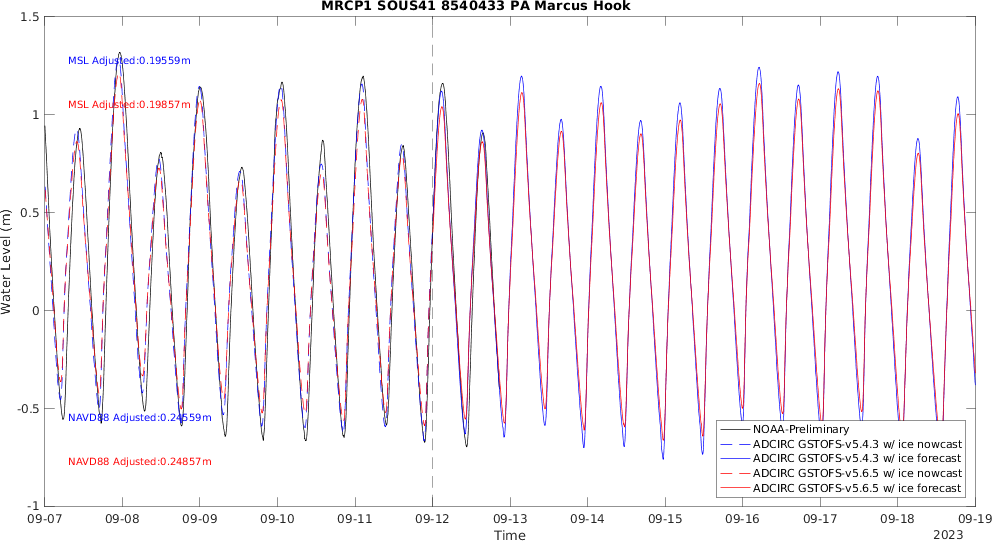 MRCP1 SOUS41 8540433 PA Marcus Hook
1.5
1
0.5
0
-0.5
-1
Water Level (m)
MSL Adjusted:0.19559m
MSL Adjusted:0.19857m
NAVD88 Adjusted:0.24559m
NAVD88 Adjusted:0.24857m
NOAA-Preliminary
ADCIRC GSTOFS-v5.4.3 w/ ice nowcast
ADCIRC GSTOFS-v5.4.3 w/ ice forecast
ADCIRC GSTOFS-v5.6.5 w/ ice nowcast
ADCIRC GSTOFS-v5.6.5 w/ ice forecast
09-07 09-08 09-09 09-10 09-11 09-12 09-13 09-14 09-15 09-16 09-17 09-18 09-19
Time
2023